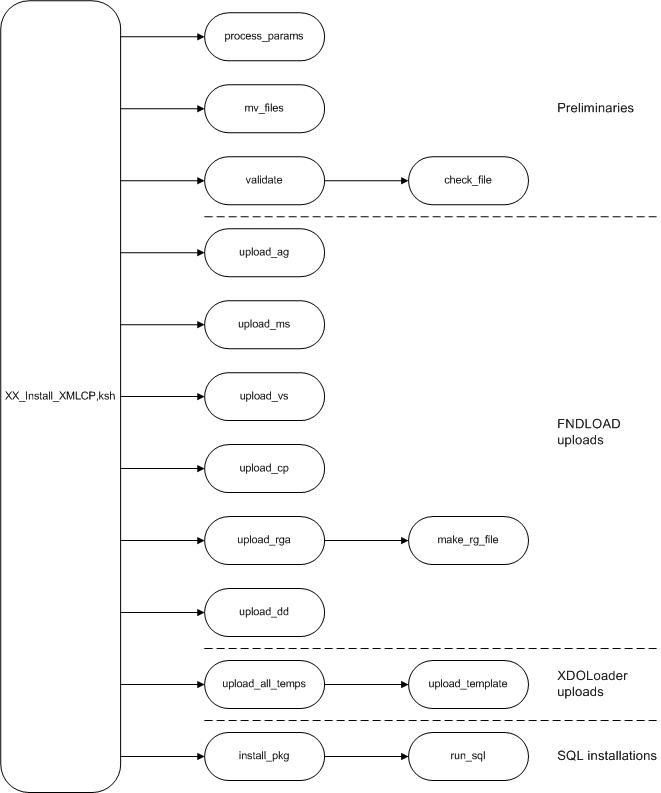 process_params
mv_files
Preliminaries
validate
check_file
upload_ag
upload_ms
XX_Install_XMLCP,ksh
upload_vs
FNDLOAD
uploads
upload_cp
upload_rga
make_rg_file
upload_dd
upload_all_temps
upload_template
XDOLoader
uploads
install_pkg
run_sql
SQL installations